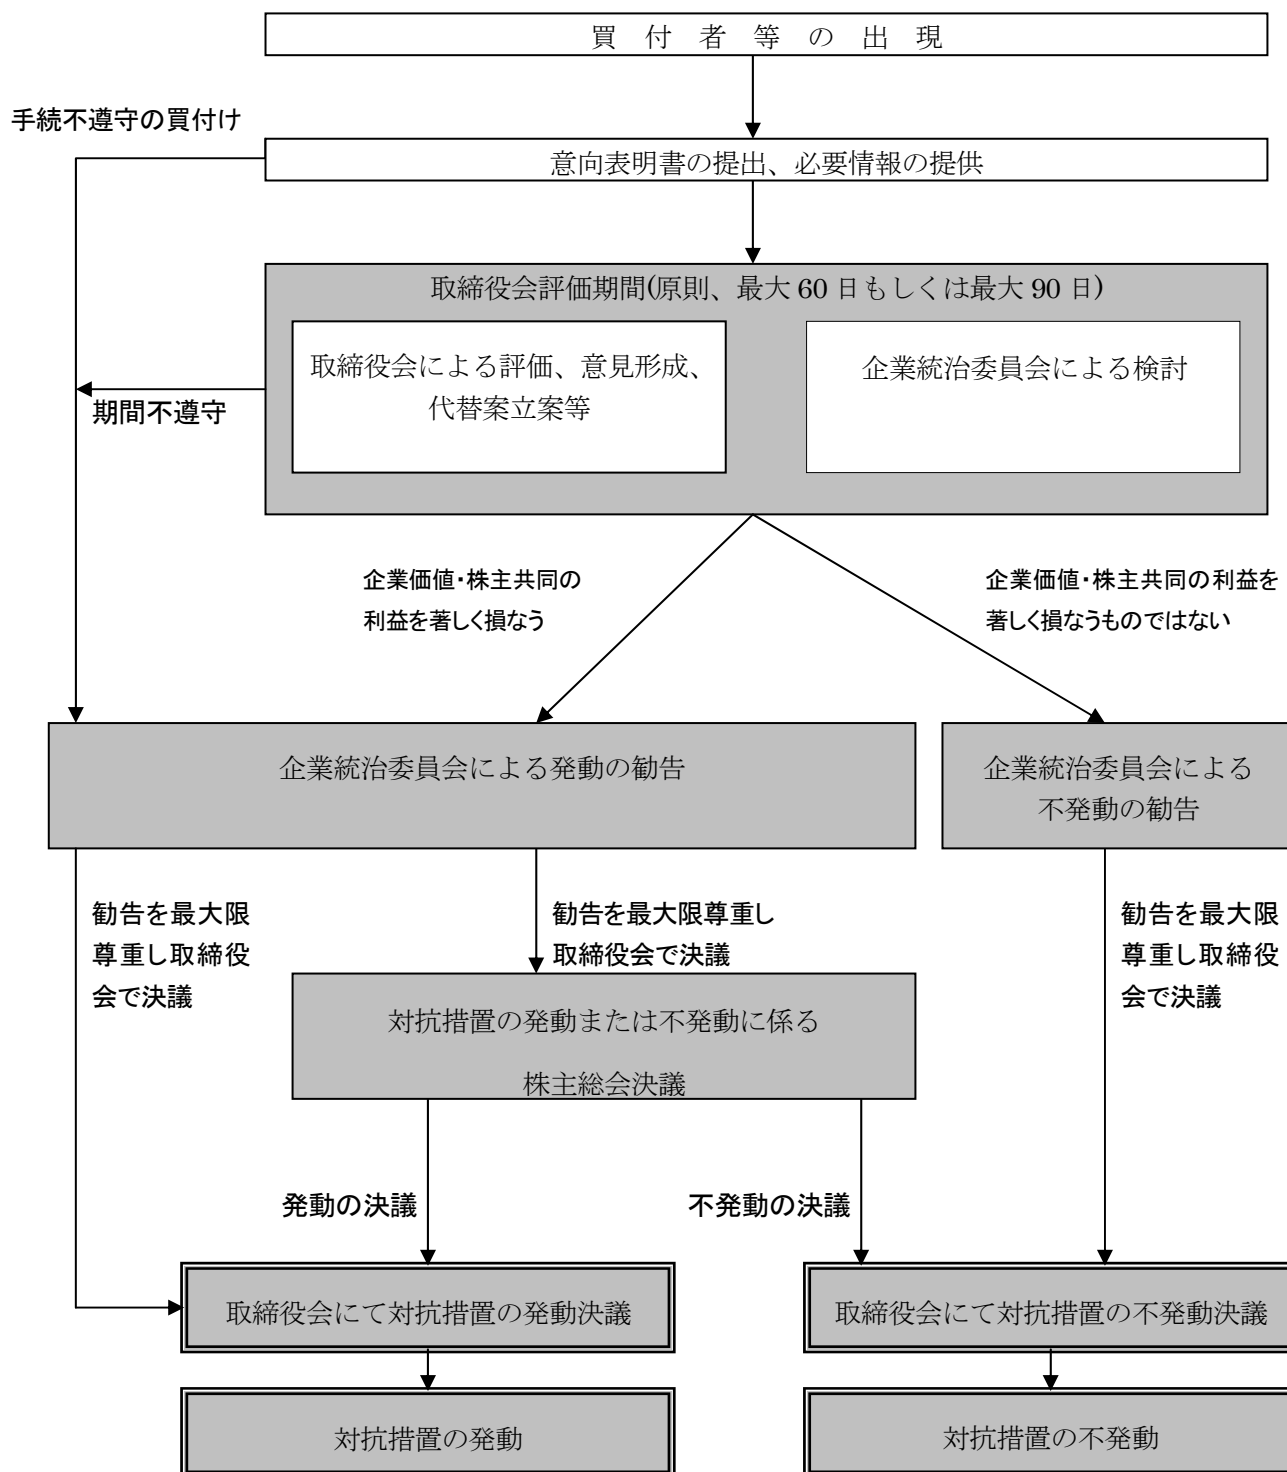 買付者等の出現
手続不遵守の買付け
意向表明書の提出、必要情報の提供
取締役会評価期間(原則、最大 60 日もしくは最大 90 日)
取締役会による評価、意見形成、
代替案立案等
企業統治委員会による検討
期間不遵守
企業価値・株主共同の
利益を著しく損なう
企業価値・株主共同の利益を
著しく損なうものではない
企業統治委員会による発動の勧告
企業統治委員会による
不発動の勧告
勧告を最大限
尊重し取締役
会で決議
勧告を最大限尊重し
取締役会で決議
勧告を最大限
尊重し取締役
会で決議
対抗措置の発動または不発動に係る
株主総会決議
発動の決議
不発動の決議
取締役会にて対抗措置の発動決議
取締役会にて対抗措置の不発動決議
対抗措置の発動
対抗措置の不発動